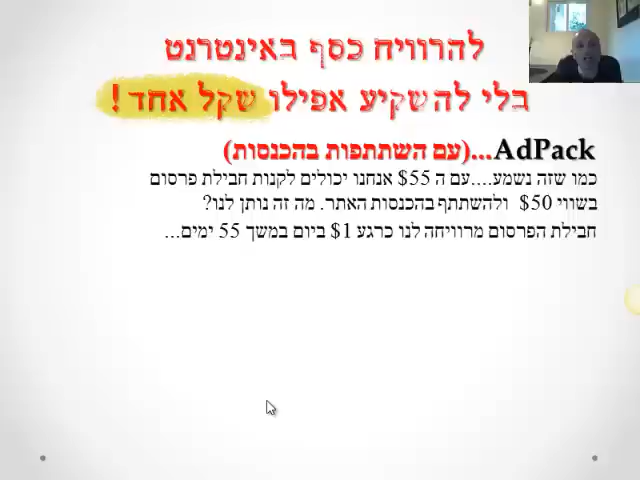 להרוויח כסף באינטרנט
בלי להשקיע אפילו שקל אחד!
AdPack...(עם השתתפות בהכנסות)
כמו שזה נשמע....עם ה 55$ אנחנו יכולים לקנות חבילת פרסום
בשווי 50$ ולהשתתף בהכנסות האתר. מה זה נותן לנו?
חבילת הפרסום מרוויחה לנו כרגע 1$ ביום במשך 55 ימים...